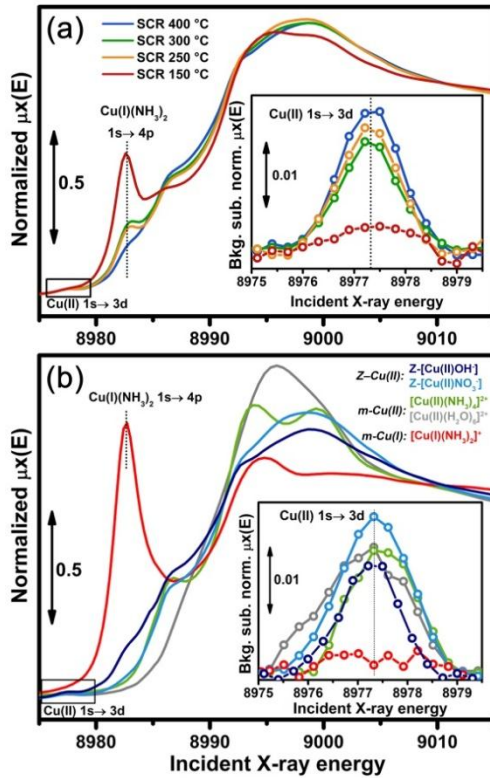 (a)
SCR 400 °C
SCR 300 °C
SCR 250 °C
SCR 150 °C
Cu(I)(NH₃)₂
1s→ 4p
0.5
Cu(II) 1s→ 3d
Normalized μx(E)
Cu(II) 1s→ 3d
0.01
Bkg. sub. norm. μx(E)
8975 8976 8977 8978 8979
Incident X-ray energy
8980 8990 9000 9010
(b)
Z–Cu(II): Z-[Cu(II)OH⁻]
Z-[Cu(II)NO₃⁻]
m-Cu(II): [Cu(II)(NH₃)₄]²⁺
[Cu(II)(H₂O)₆]²⁺
m-Cu(I): [Cu(I)(NH₃)₂]⁺
Cu(I)(NH₃)₂ 1s→ 4p
0.5
Cu(II) 1s→ 3d
Normalized μx(E)
Cu(II) 1s→ 3d
0.01
Bkg. sub. norm. μx(E)
8975 8976 8977 8978 8979
Incident X-ray energy
8980 8990 9000 9010
Incident X-ray energy